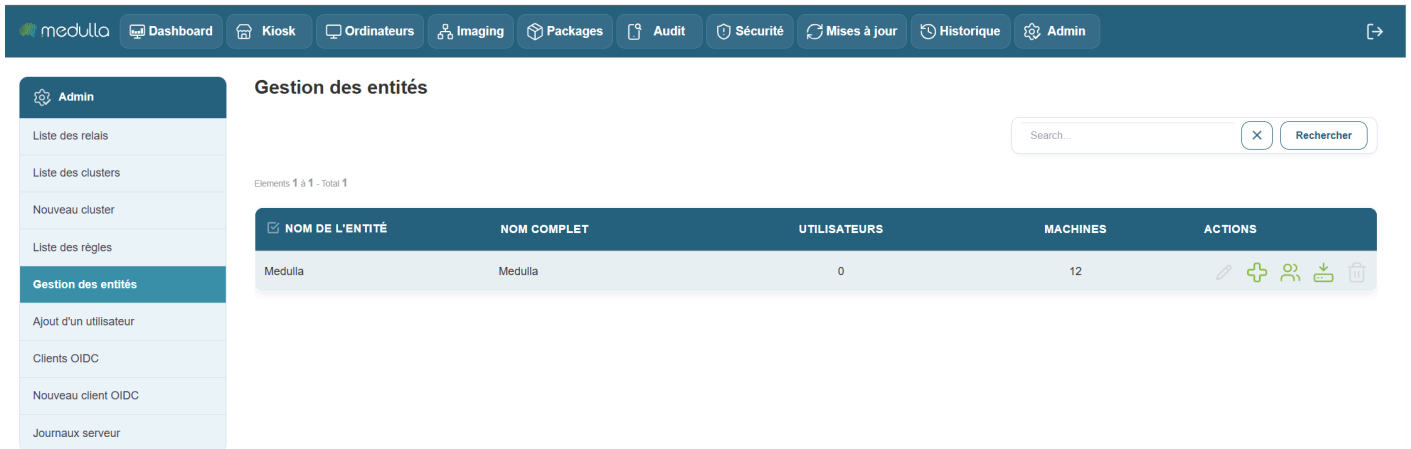 medulla Dashboard Kiosk Ordinateurs Imaging Packages Audit Sécurité Mises à jour Historique Admin
Admin
Liste des relais
Liste des clusters
Nouveau cluster
Liste des règles
Gestion des entités
Ajout d'un utilisateur
Clients OIDC
Nouveau client OIDC
Journaux serveur
Gestion des entités
Search... Rechercher
Elements 1 à 1 - Total 1
NOM DE L'ENTITÉ NOM COMPLET UTILISATEURS MACHINES ACTIONS
Medulla Medulla 0 12